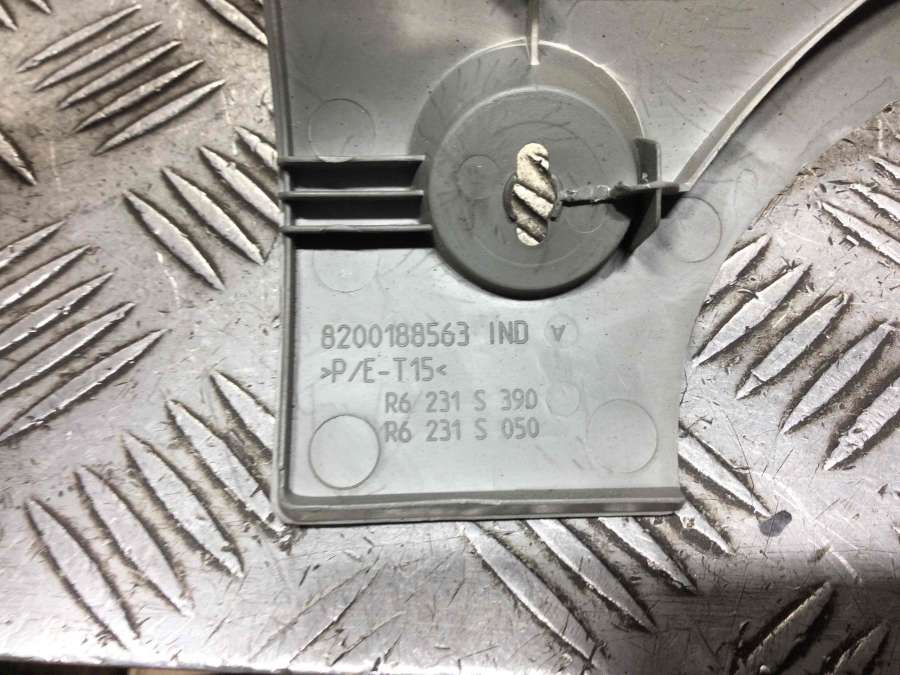 8200188563 IND A
>P/E-T15<
R6 231 S 390
R6 231 S 050